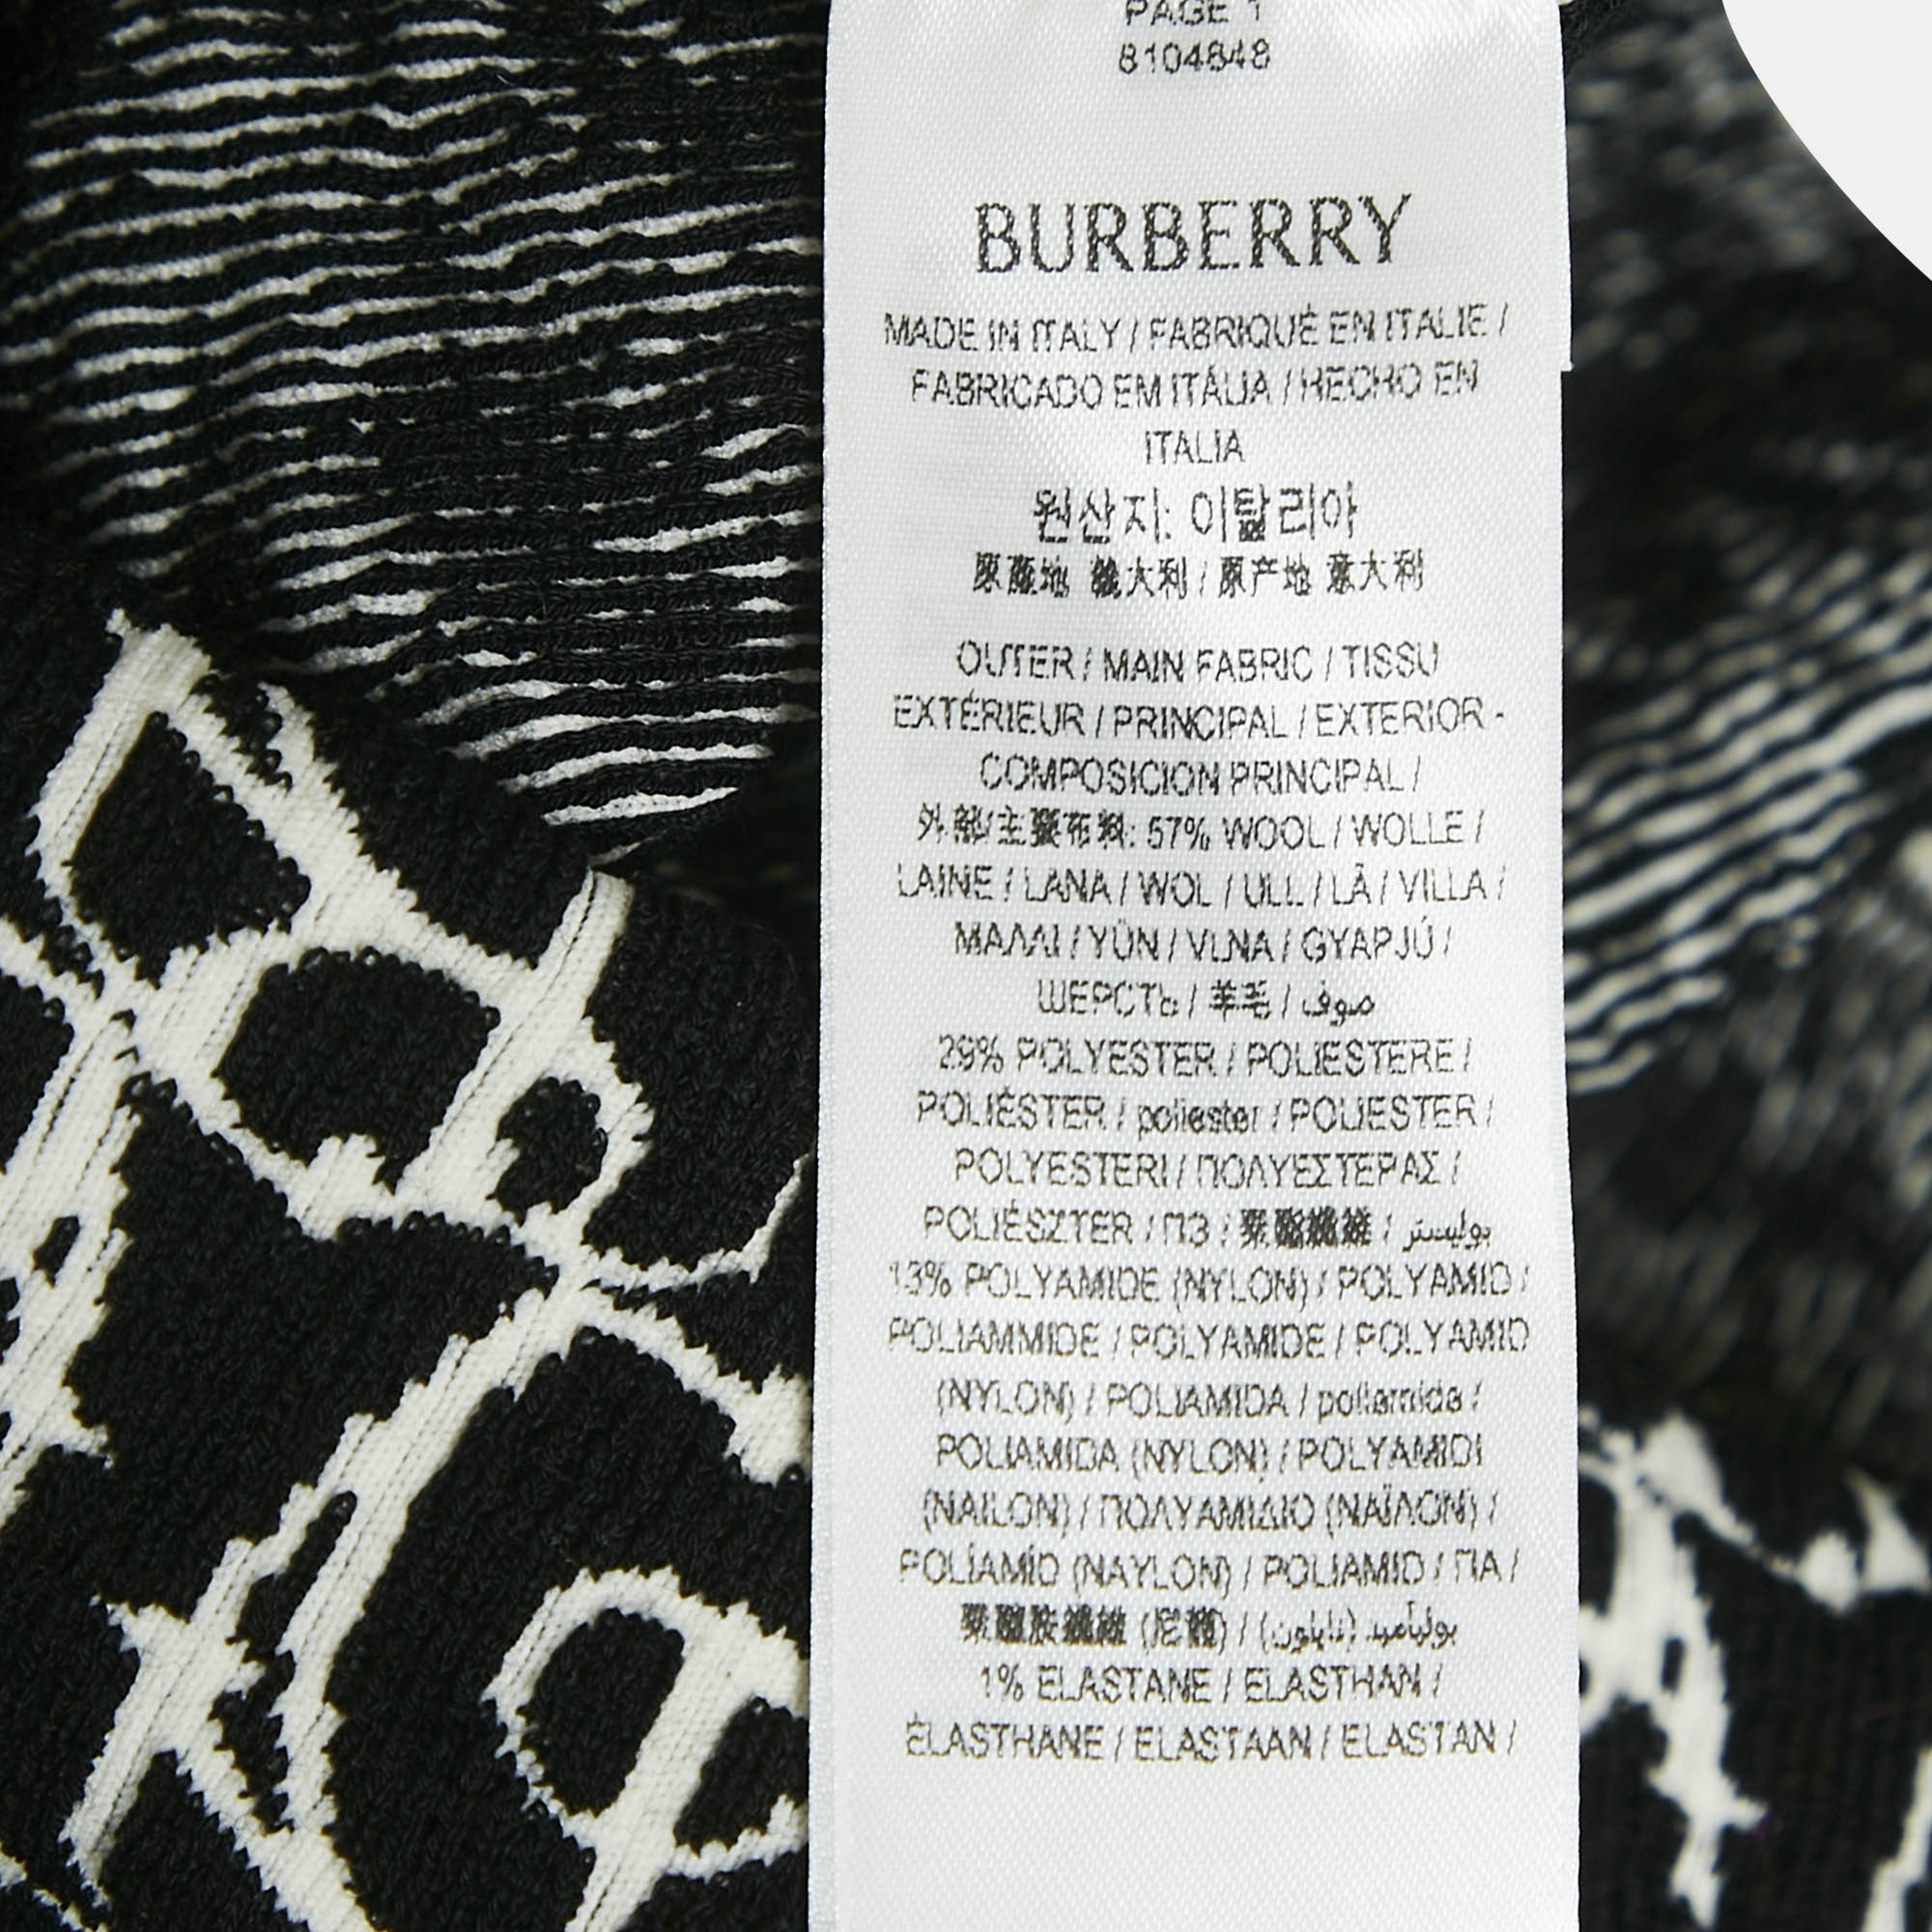 PAGE 1
8104848
BURBERRY
MADE IN ITALY / FABRIQUÉ EN ITALIE /
FABRICADO EM ITÁLIA / HECHO EN
ITALIA
원산지: 이탈리아
原產地 義大利 / 原产地 意大利
OUTER / MAIN FABRIC / TISSU
EXTÉRIEUR / PRINCIPAL / EXTERIOR -
COMPOSICION PRINCIPAL /
外部/主要布料: 57% WOOL / WOLLE /
LAINE / LANA / WOL / ULL / LÃ / VILLA /
ΜΑΛΛΙ / YÜN / VLNA / GYAPJÚ /
ШЕРСТЬ / 羊毛 / صوف
29% POLYESTER / POLIESTERE /
POLIÉSTER / poliester / POLIESTER /
POLYESTERI / ΠΟΛΥΕΣΤΕΡΑΣ /
POLIÉSZTER / ПЭ / 聚酯纖維 / بوليستر
13% POLYAMIDE (NYLON) / POLYAMID /
POLIAMMIDE / POLYAMIDE / POLYAMID
(NYLON) / POLIAMIDA / poliamida /
POLIAMIDA (NYLON) / POLYAMIDI
(NAILON) / ΠΟΛΥΑΜΙΔΙΟ (ΝΑΪΛΟΝ) /
POLÍAMÍD (NAYLON) / POLIAMID / ПА /
聚醯胺纖維 (尼龍) / بوليأميد (نايلون)
1% ELASTANE / ELASTHAN /
ÉLASTHANE / ELASTAAN / ELASTAN /